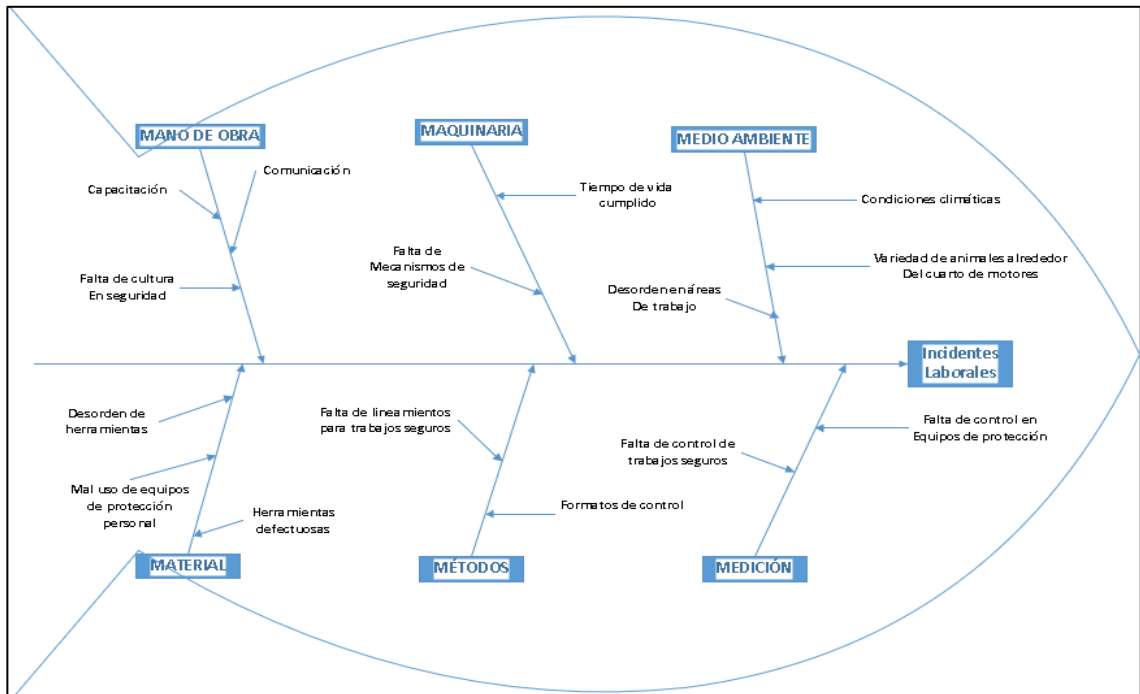 MANO DE OBRA
MAQUINARIA
MEDIO AMBIENTE
Comunicación
Capacitación
Falta de cultura
En seguridad
Tiempo de vida
cumplido
Falta de
Mecanismos de
seguridad
Condiciones climáticas
Variedad de animales alrededor
Del cuarto de motores
Desorden en áreas
De trabajo
Incidentes
Laborales
Desorden de
herramientas
Mal uso de equipos
de protección
personal
Herramientas
defectuosas
Falta de lineamientos
para trabajos seguros
Formatos de control
Falta de control de
trabajos seguros
Falta de control en
Equipos de protección
MATERIAL
MÉTODOS
MEDICIÓN